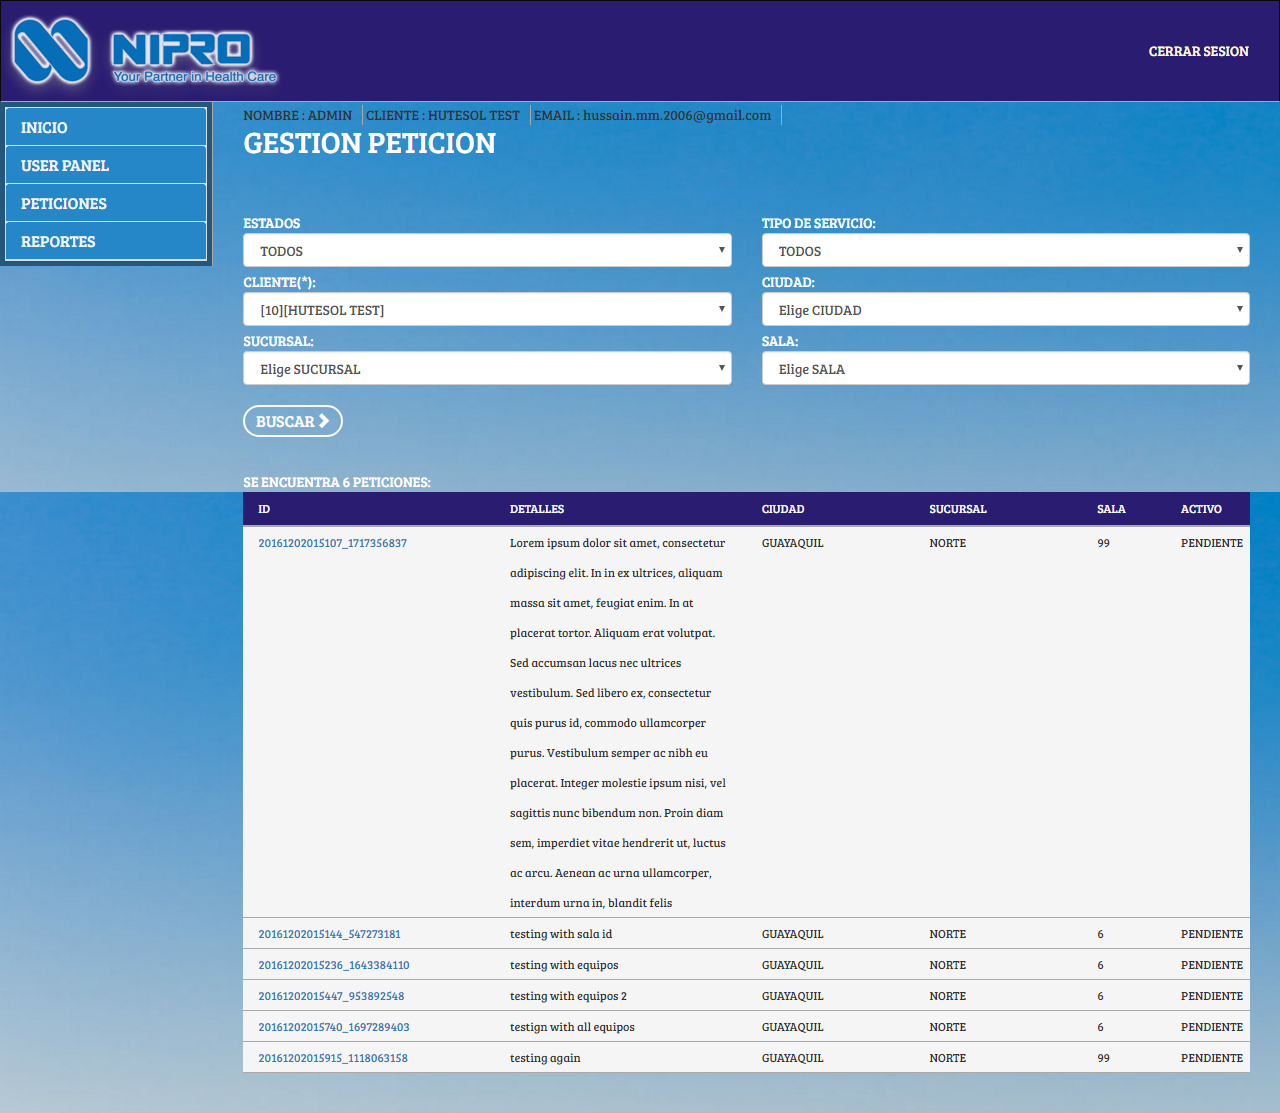 NIPRO
Your Partner in Health Care
CERRAR SESION
INICIO
USER PANEL
PETICIONES
REPORTES
NOMBRE : ADMIN CLIENTE : HUTESOL TEST EMAIL : hussain.mm.2006@gmail.com
GESTION PETICION
ESTADOS TIPO DE SERVICIO:
TODOS TODOS
CLIENTE(*): CIUDAD:
[10][HUTESOL TEST] Elige CIUDAD
SUCURSAL: SALA:
Elige SUCURSAL Elige SALA
BUSCAR
SE ENCUENTRA 6 PETICIONES:
ID DETALLES CIUDAD SUCURSAL SALA ACTIVO
20161202015107_1717356837 Lorem ipsum dolor sit amet, consectetur GUAYAQUIL NORTE 99 PENDIENTE
adipiscing elit. In in ex ultrices, aliquam
massa sit amet, feugiat enim. In at
placerat tortor. Aliquam erat volutpat.
Sed accumsan lacus nec ultrices
vestibulum. Sed libero ex, consectetur
quis purus id, commodo ullamcorper
purus. Vestibulum semper ac nibh eu
placerat. Integer molestie ipsum nisi, vel
sagittis nunc bibendum non. Proin diam
sem, imperdiet vitae hendrerit ut, luctus
ac arcu. Aenean ac urna ullamcorper,
interdum urna in, blandit felis
20161202015144_547273181 testing with sala id GUAYAQUIL NORTE 6 PENDIENTE
20161202015236_1643384110 testing with equipos GUAYAQUIL NORTE 6 PENDIENTE
20161202015447_953892548 testing with equipos 2 GUAYAQUIL NORTE 6 PENDIENTE
20161202015740_1697289403 testign with all equipos GUAYAQUIL NORTE 6 PENDIENTE
20161202015915_1118063158 testing again GUAYAQUIL NORTE 99 PENDIENTE